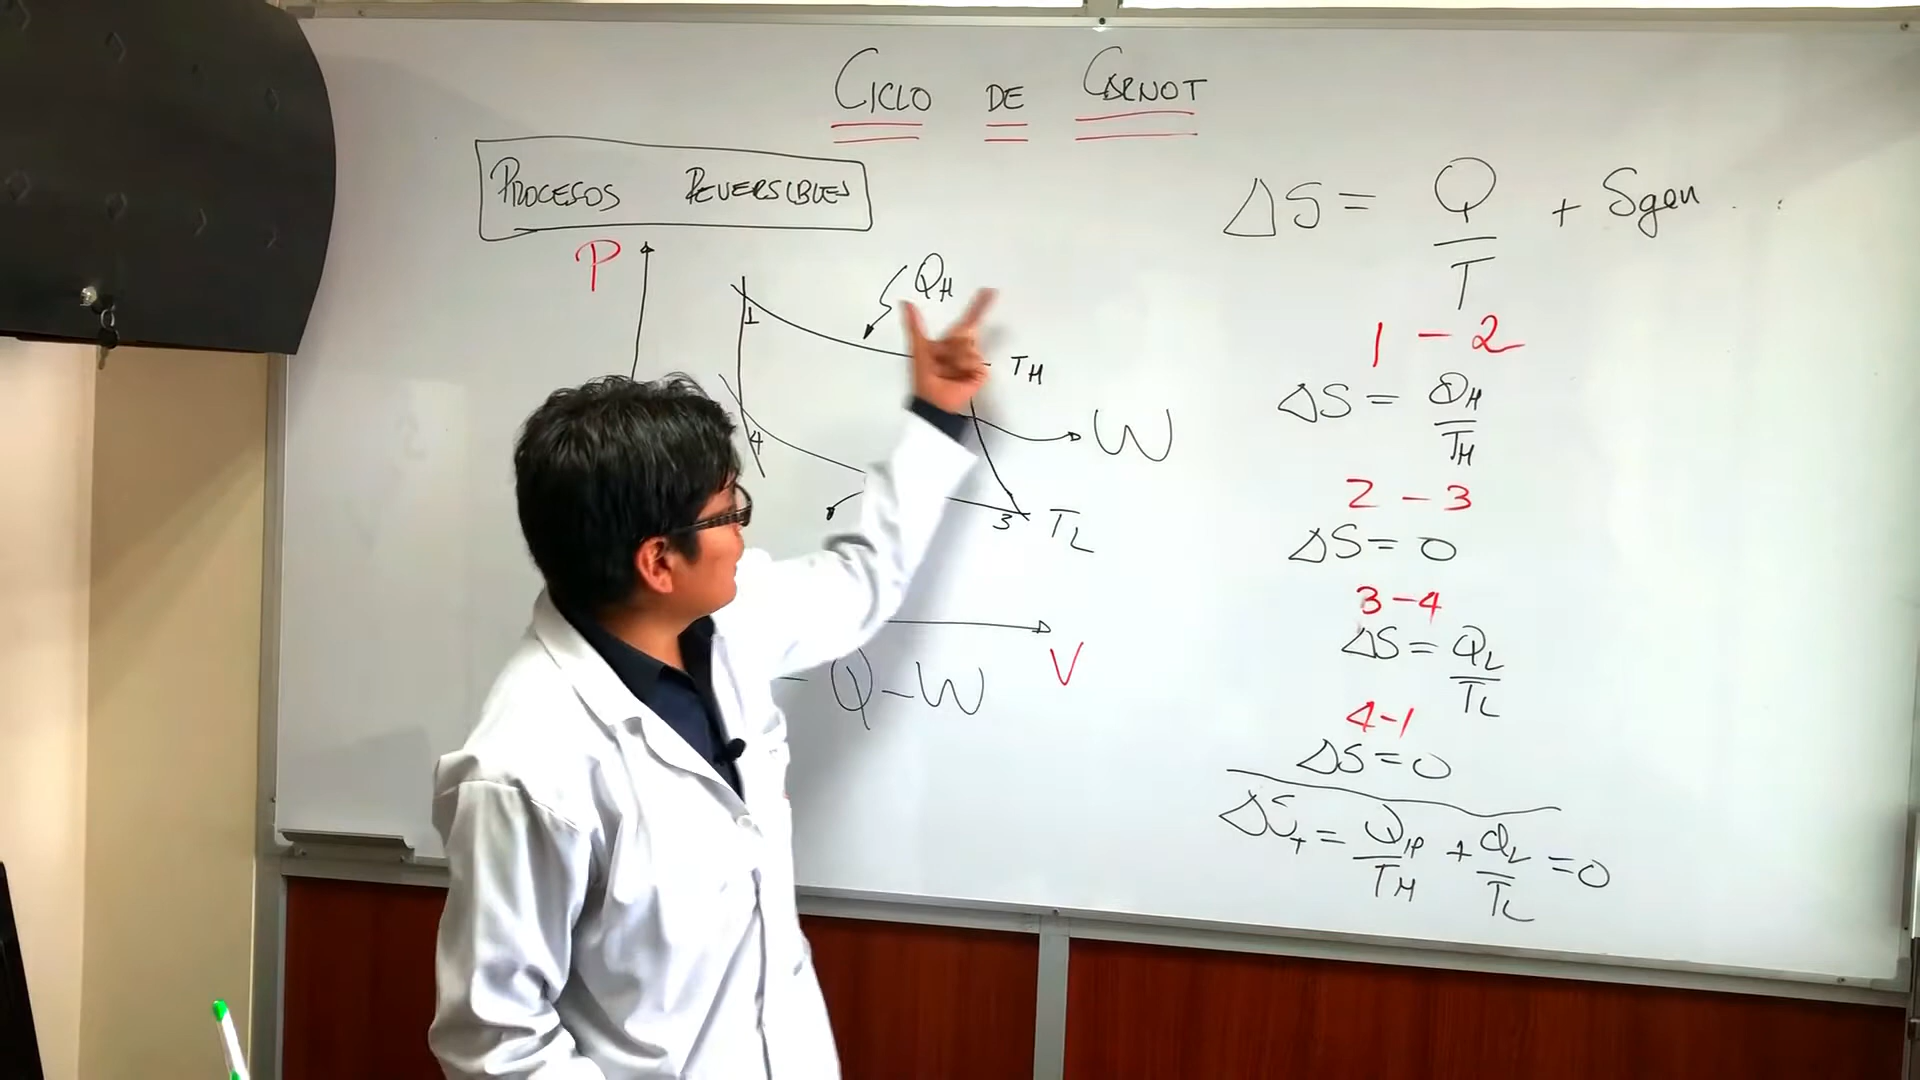 CICLO DE CARNOT
PROCESOS REVERSIBLES
P
1
QH
TH
W
4
3
TL
V
- Q - W
ΔS = Q/T + Sgen . . .
1 - 2
ΔS = QH/TH
2 - 3
ΔS = 0
3 - 4
ΔS = QL/TL
4 - 1
ΔS = 0
ΔST = QH/TH + QL/TL = 0